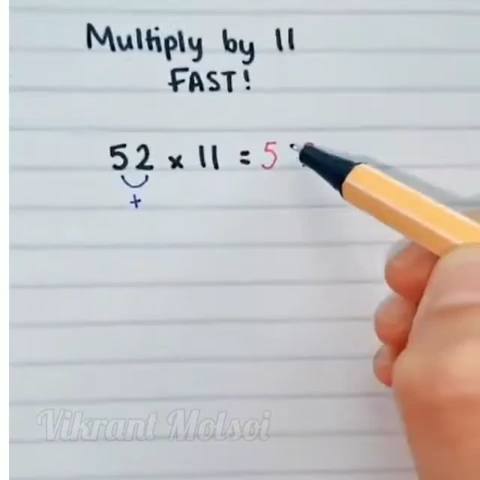 Multiply by 11
FAST!
52 × 11 = 5
+
Vikrant Molsoi